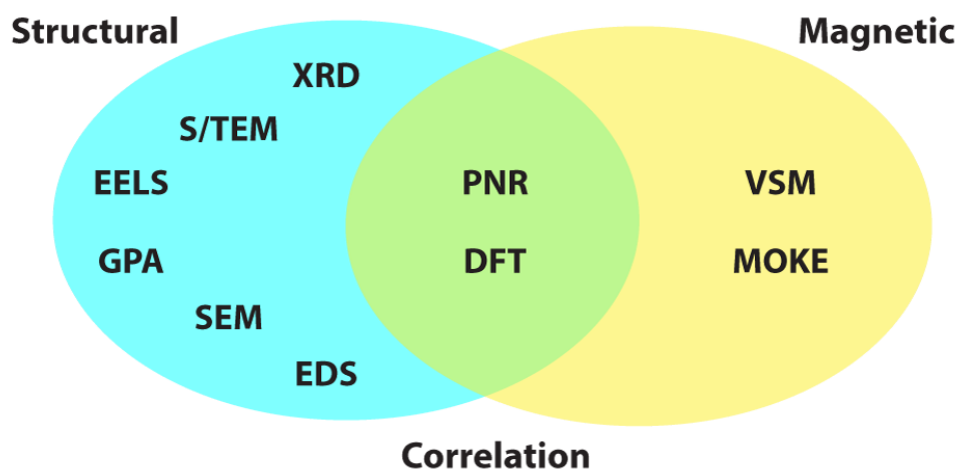 Structural
Magnetic
XRD
S/TEM
EELS
PNR
VSM
GPA
DFT
MOKE
SEM
EDS
Correlation